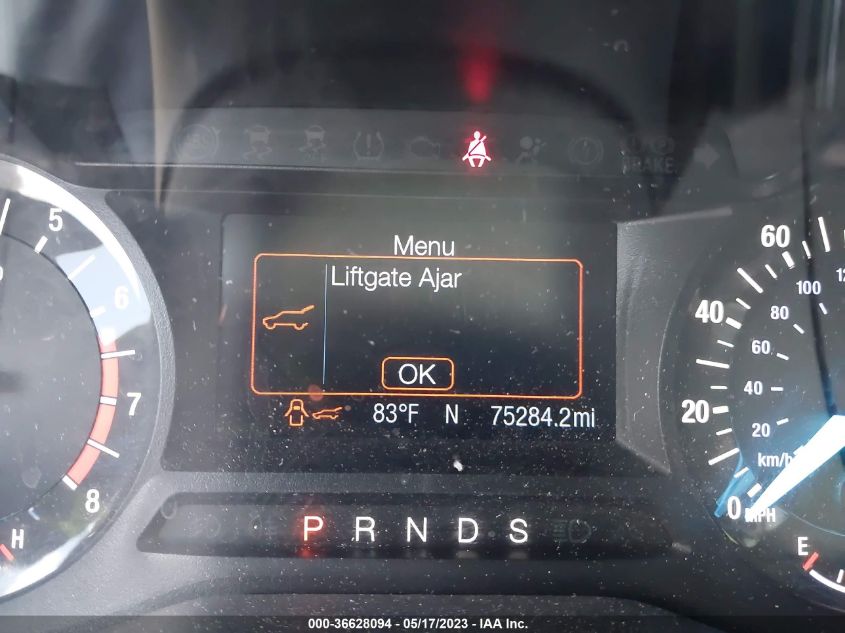 BRAKE
5
6
7
8
H
Menu
Liftgate Ajar
OK
83°F N 75284.2mi
P R N D S
60
40
20
0 MPH
100
80
60
40
20
km/h
E
000-36628094 - 05/17/2023 - IAA Inc.